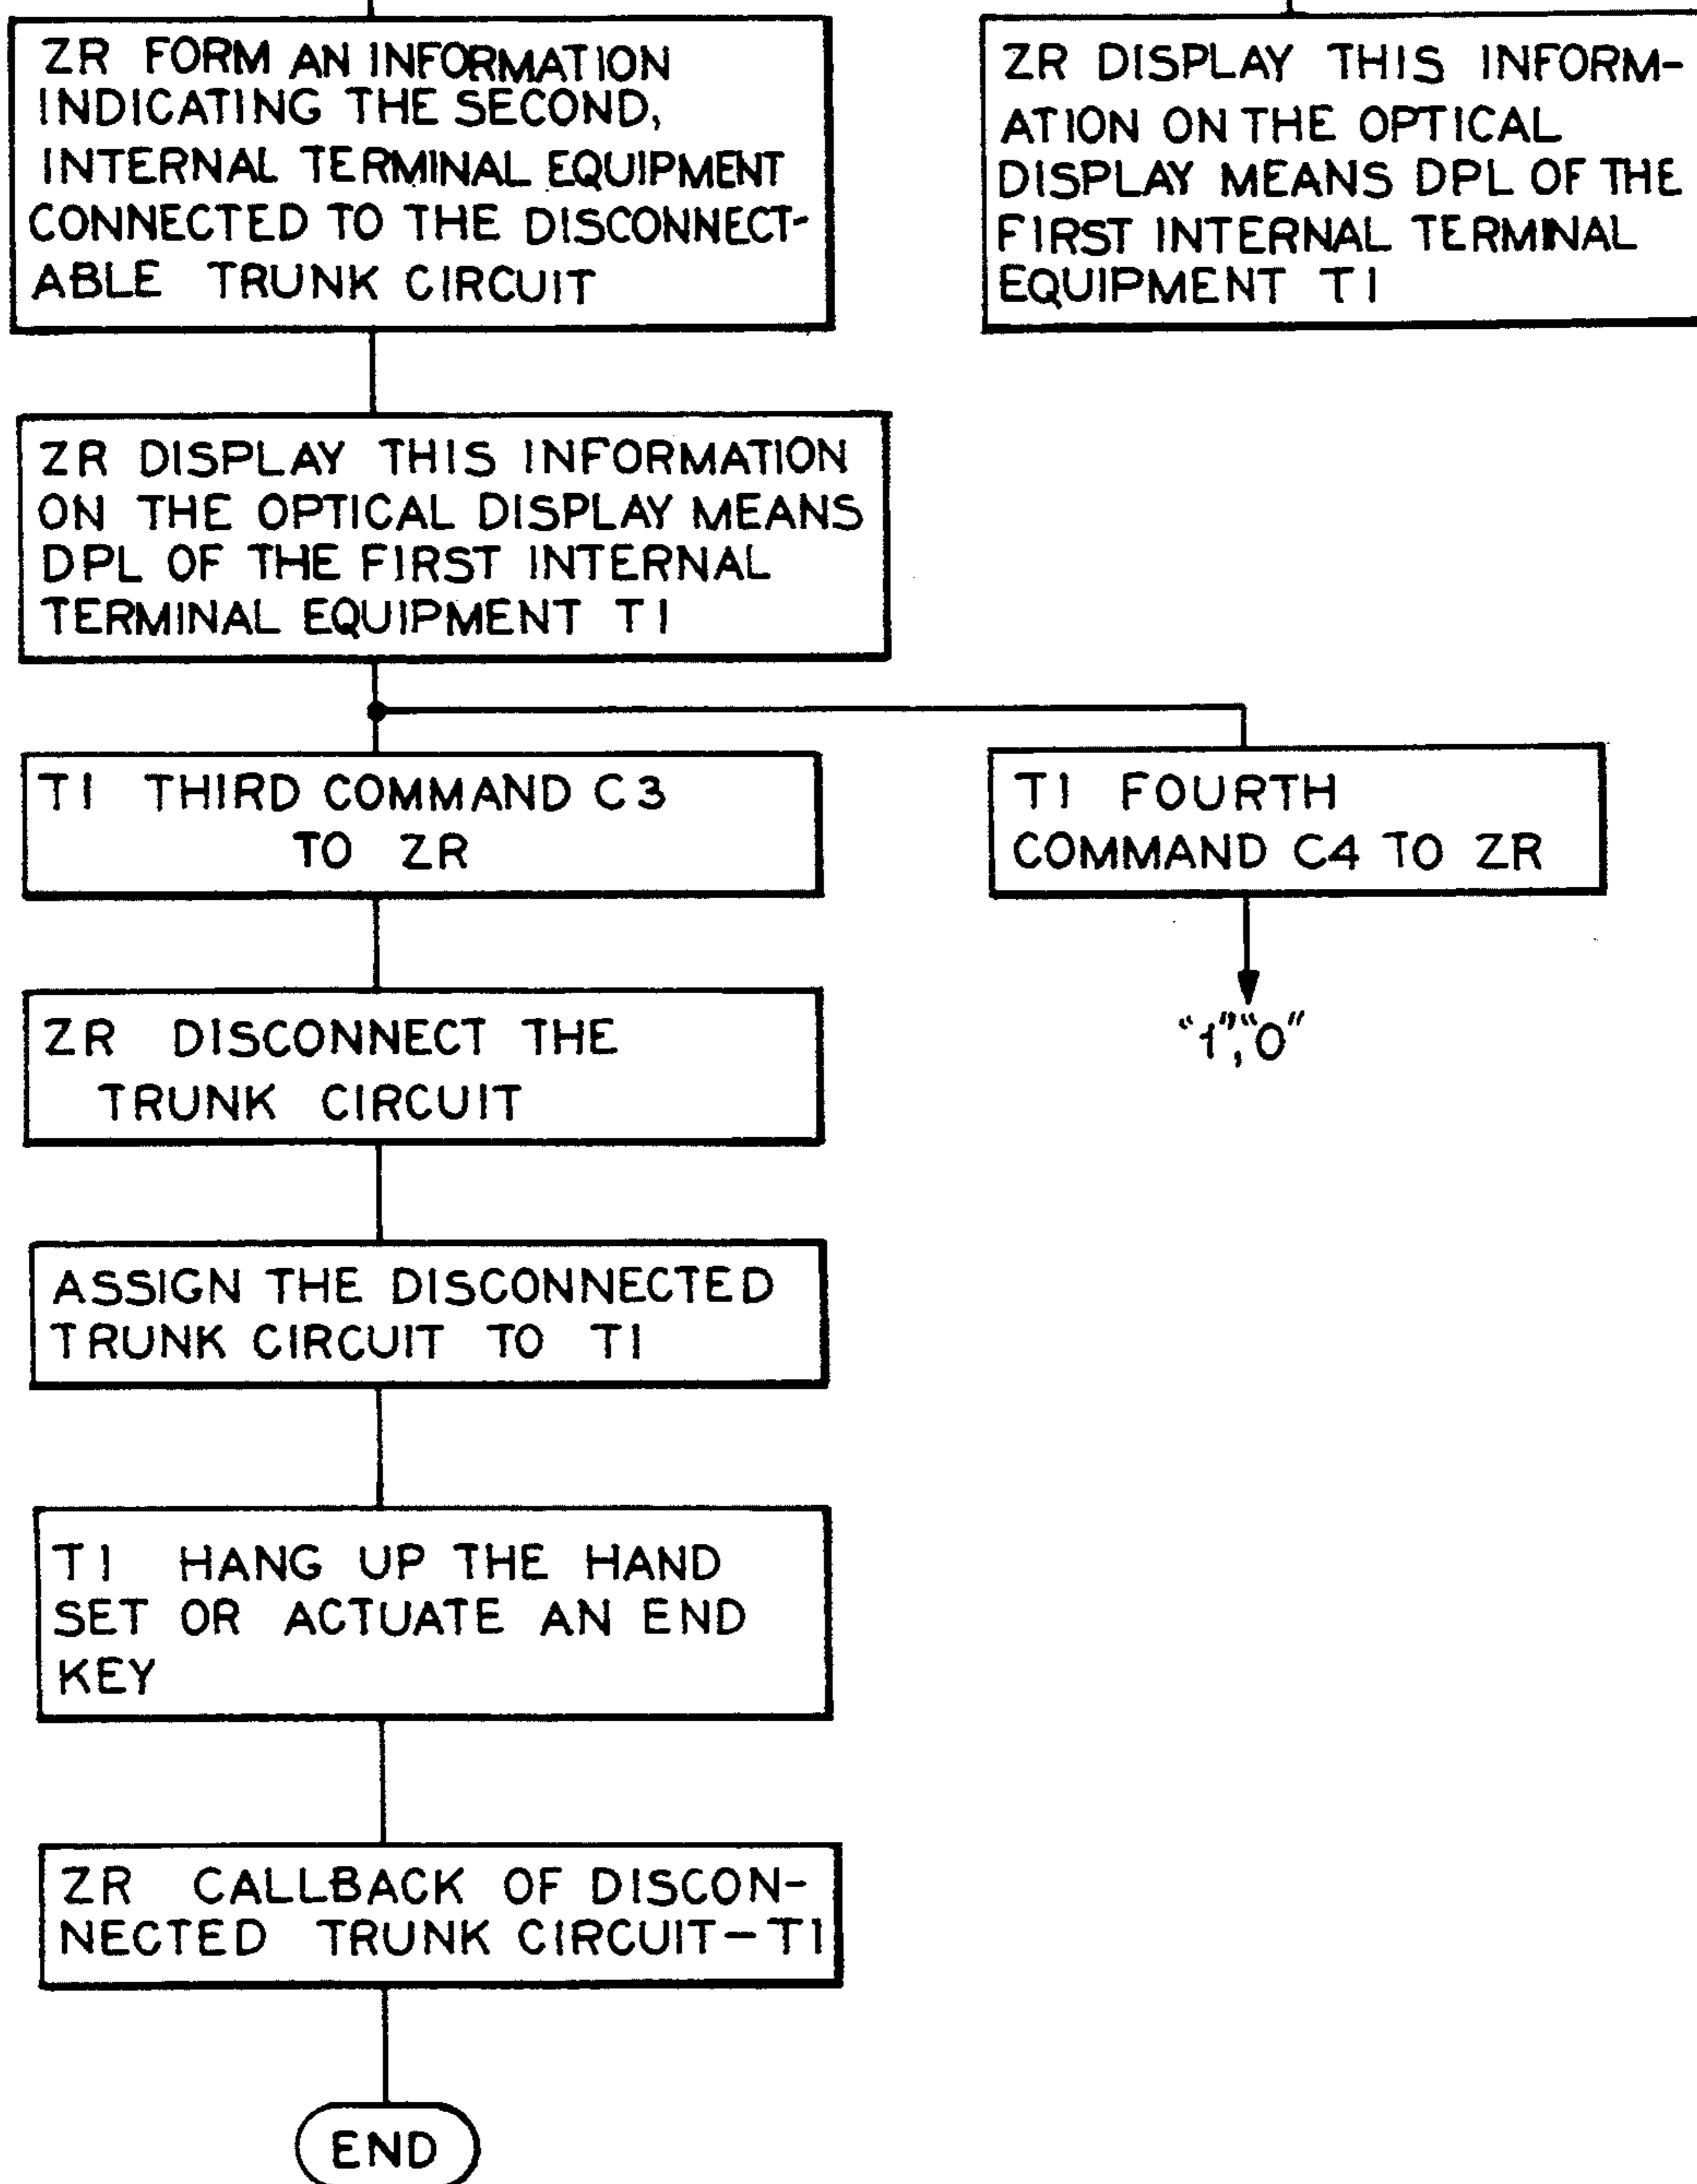 ZR FORM AN INFORMATION
INDICATING THE SECOND,
INTERNAL TERMINAL EQUIPMENT
CONNECTED TO THE DISCONNECT-
ABLE TRUNK CIRCUIT
ZR DISPLAY THIS INFORM-
ATION ON THE OPTICAL
DISPLAY MEANS DPL OF THE
FIRST INTERNAL TERMINAL
EQUIPMENT T1
ZR DISPLAY THIS INFORMATION
ON THE OPTICAL DISPLAY MEANS
DPL OF THE FIRST INTERNAL
TERMINAL EQUIPMENT T1
T1 THIRD COMMAND C3
TO ZR
T1 FOURTH
COMMAND C4 TO ZR
"1","0"
ZR DISCONNECT THE
TRUNK CIRCUIT
ASSIGN THE DISCONNECTED
TRUNK CIRCUIT TO T1
T1 HANG UP THE HAND
SET OR ACTUATE AN END
KEY
ZR CALLBACK OF DISCON-
NECTED TRUNK CIRCUIT-T1
END